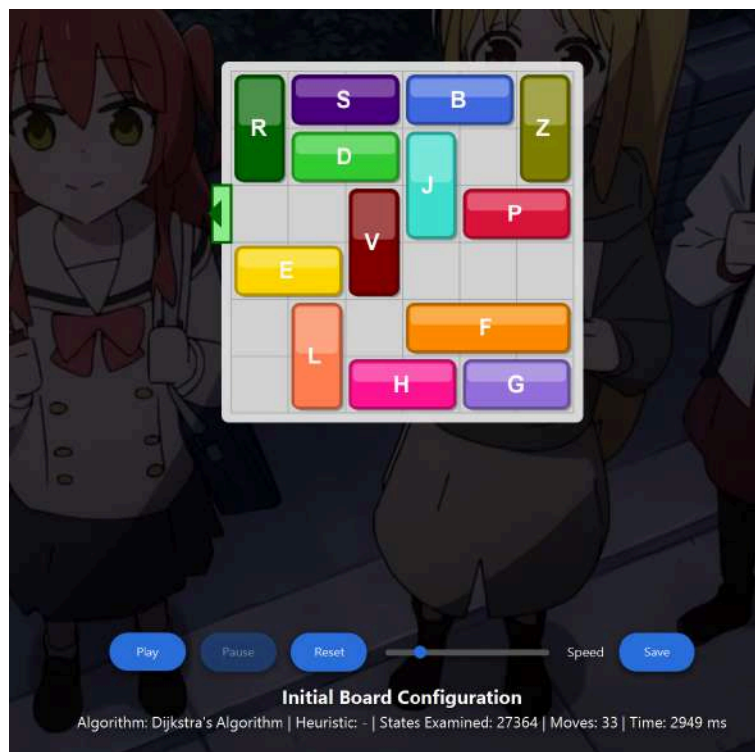 R S B Z
D J
V P
E
L F
H G
Play Pause Reset Speed Save
Initial Board Configuration
Algorithm: Dijkstra's Algorithm | Heuristic: - | States Examined: 27364 | Moves: 33 | Time: 2949 ms